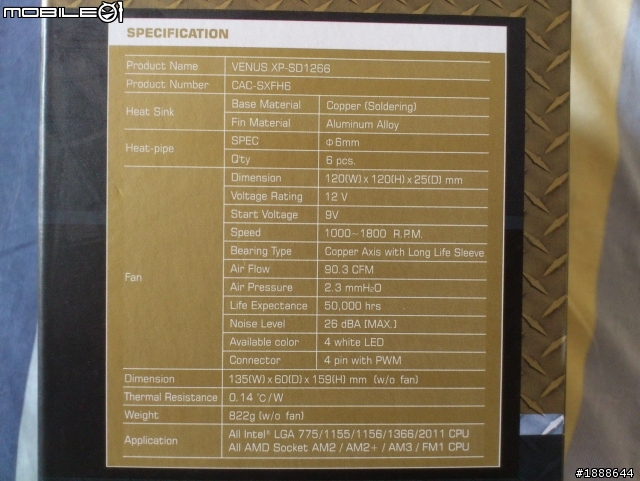 MOBILE01
SPECIFICATION
Product Name VENUS XP-SD1266
Product Number CAC-SXFH6
Heat Sink Base Material Copper (Soldering)
Fin Material Aluminum Alloy
Heat-pipe SPEC Φ6mm
Q'ty 6 pcs.
Fan Dimension 120(W) x 120(H) x 25(D) mm
Voltage Rating 12 V
Start Voltage 9V
Speed 1000~1800 R.P.M.
Bearing Type Copper Axis with Long Life Sleeve
Air Flow 90.3 CFM
Air Pressure 2.3 mmH₂O
Life Expectance 50,000 hrs
Noise Level 26 dBA [MAX.]
Available color 4 white LED
Connector 4 pin with PWM
Dimension 135(W) x 60(D) x 159(H) mm (w/o fan)
Thermal Resistance 0.14 °C/W
Weight 822g (w/o fan)
Application All Intel® LGA 775/1155/1156/1366/2011 CPU
All AMD Socket AM2 / AM2+ / AM3 / FM1 CPU
#1888644